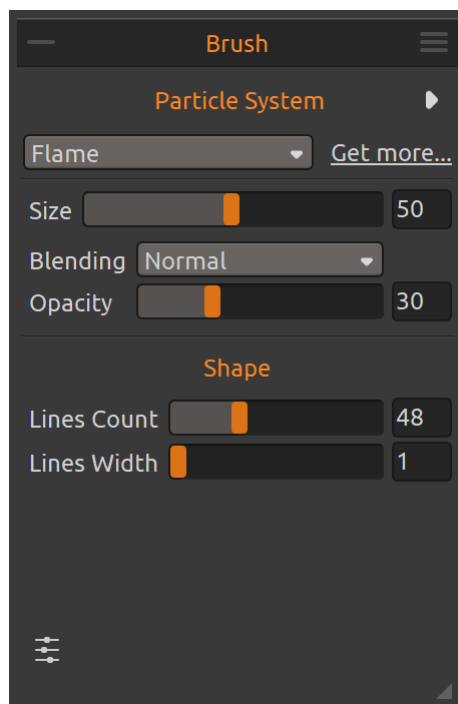 Brush
Particle System
Flame Get more...
Size 50
Blending Normal
Opacity 30
Shape
Lines Count 48
Lines Width 1